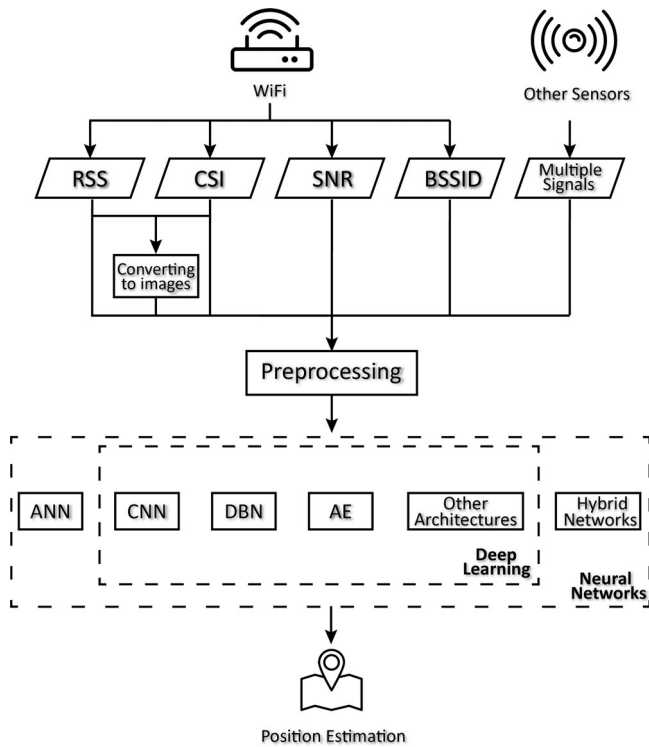 WiFi
Other Sensors
RSS
CSI
SNR
BSSID
Multiple
Signals
Converting
to images
Preprocessing
ANN
CNN
DBN
AE
Other
Architectures
Hybrid
Networks
Deep
Learning
Neural
Networks
Position Estimation